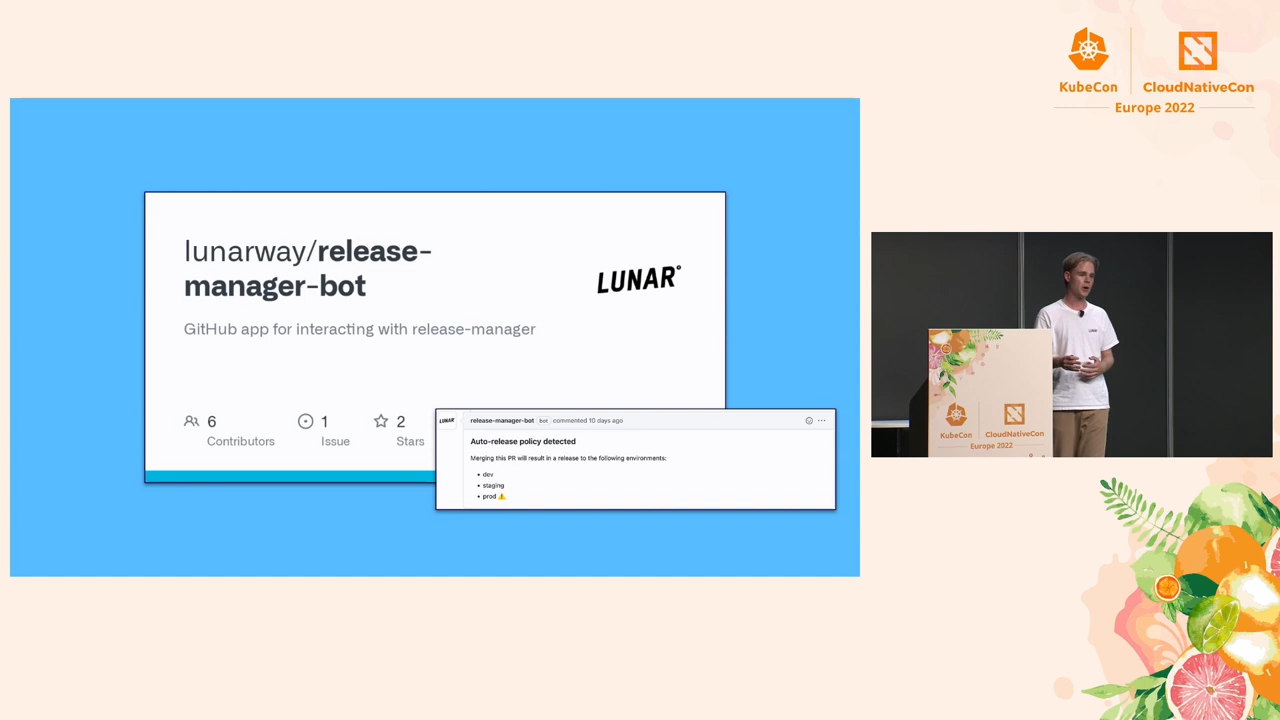 KubeCon
CloudNativeCon
Europe 2022
lunarway/release-
manager-bot
LUNAR°
GitHub app for interacting with release-manager
6
Contributors
1
Issue
2
Stars
LUNAR
release-manager-bot bot commented 10 days ago
Auto-release policy detected
Merging this PR will result in a release to the following environments:
• dev
• staging
• prod ⚠️
KubeCon
CloudNativeCon
Europe 2022